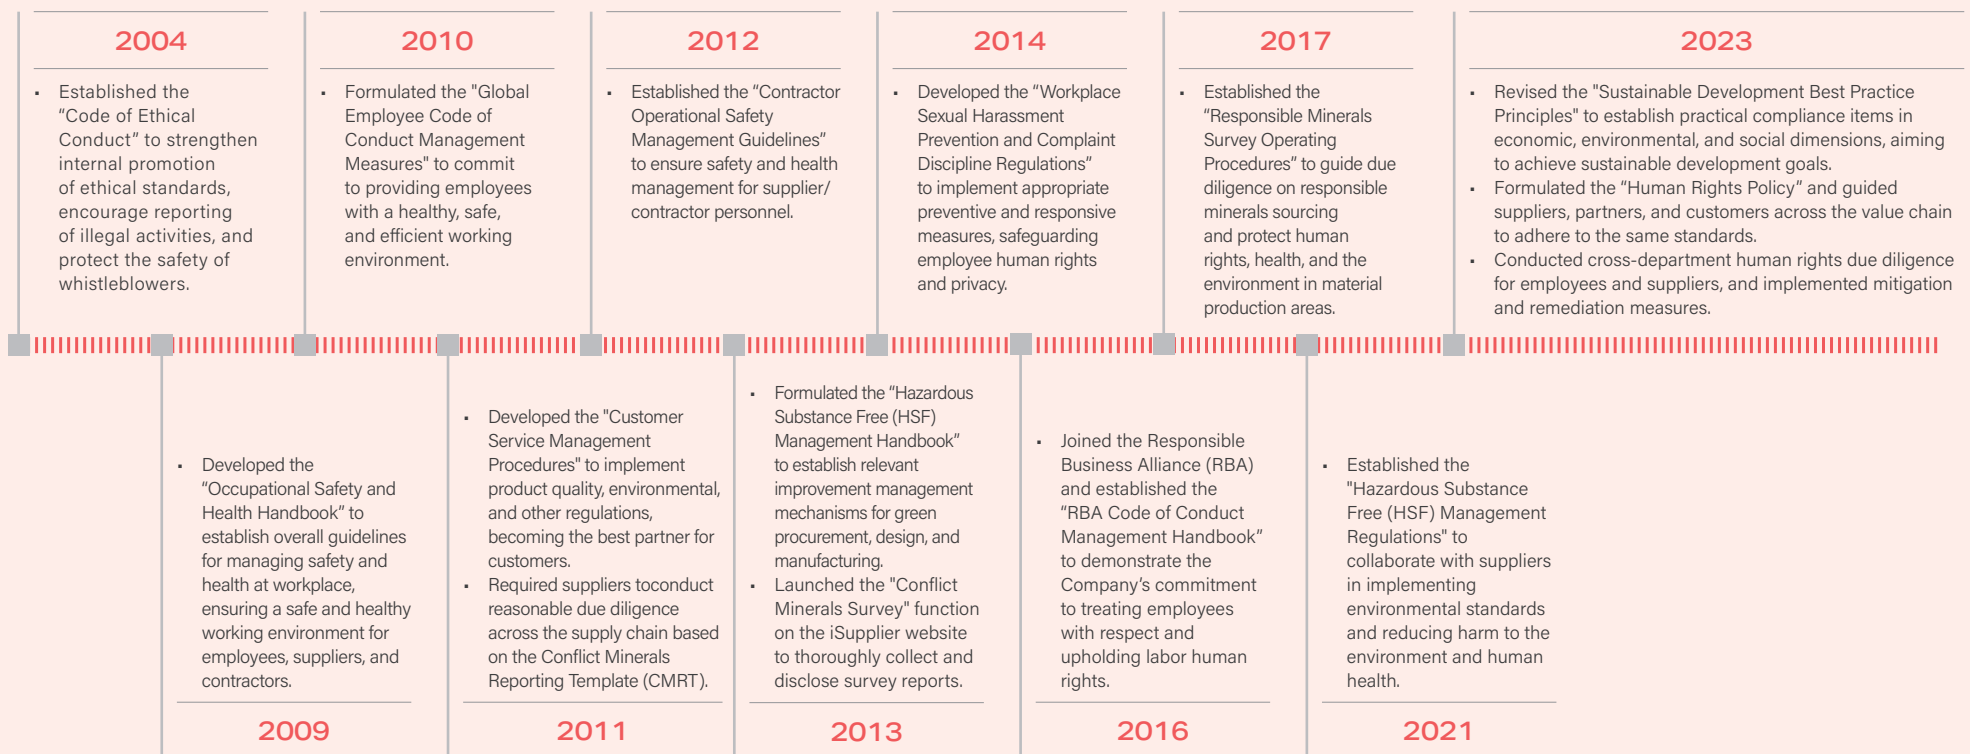 2004
▪ Established the
“Code of Ethical
Conduct” to strengthen
internal promotion
of ethical standards,
encourage reporting
of illegal activities, and
protect the safety of
whistleblowers.
2010
▪ Formulated the "Global
Employee Code of
Conduct Management
Measures" to commit
to providing employees
with a healthy, safe,
and efficient working
environment.
2012
▪ Established the “Contractor
Operational Safety
Management Guidelines”
to ensure safety and health
management for supplier/
contractor personnel.
2014
▪ Developed the “Workplace
Sexual Harassment
Prevention and Complaint
Discipline Regulations”
to implement appropriate
preventive and responsive
measures, safeguarding
employee human rights
and privacy.
2017
▪ Established the
“Responsible Minerals
Survey Operating
Procedures” to guide due
diligence on responsible
minerals sourcing
and protect human
rights, health, and the
environment in material
production areas.
2023
▪ Revised the "Sustainable Development Best Practice
Principles" to establish practical compliance items in
economic, environmental, and social dimensions, aiming
to achieve sustainable development goals.
▪ Formulated the “Human Rights Policy” and guided
suppliers, partners, and customers across the value chain
to adhere to the same standards.
▪ Conducted cross-department human rights due diligence
for employees and suppliers, and implemented mitigation
and remediation measures.
▪ Developed the
“Occupational Safety and
Health Handbook” to
establish overall guidelines
for managing safety and
health at workplace,
ensuring a safe and healthy
working environment for
employees, suppliers, and
contractors.
2009
▪ Developed the "Customer
Service Management
Procedures" to implement
product quality, environmental,
and other regulations,
becoming the best partner for
customers.
▪ Required suppliers toconduct
reasonable due diligence
across the supply chain based
on the Conflict Minerals
Reporting Template (CMRT).
2011
▪ Formulated the “Hazardous
Substance Free (HSF)
Management Handbook”
to establish relevant
improvement management
mechanisms for green
procurement, design, and
manufacturing.
▪ Launched the "Conflict
Minerals Survey" function
on the iSupplier website
to thoroughly collect and
disclose survey reports.
2013
▪ Joined the Responsible
Business Alliance (RBA)
and established the
“RBA Code of Conduct
Management Handbook”
to demonstrate the
Company’s commitment
to treating employees
with respect and
upholding labor human
rights.
2016
▪ Established the
"Hazardous Substance
Free (HSF) Management
Regulations" to
collaborate with suppliers
in implementing
environmental standards
and reducing harm to the
environment and human
health.
2021